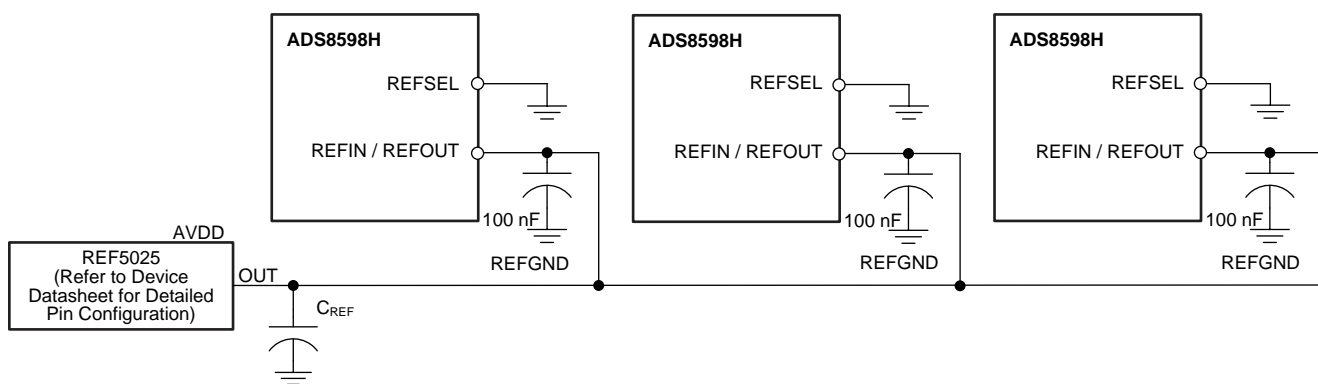 ADS8598H
REFSEL
REFIN / REFOUT
100 nF
REFGND
ADS8598H
REFSEL
REFIN / REFOUT
100 nF
REFGND
ADS8598H
REFSEL
REFIN / REFOUT
100 nF
REFGND
AVDD
REF5025
(Refer to Device
Datasheet for Detailed
Pin Configuration)
OUT
CREF